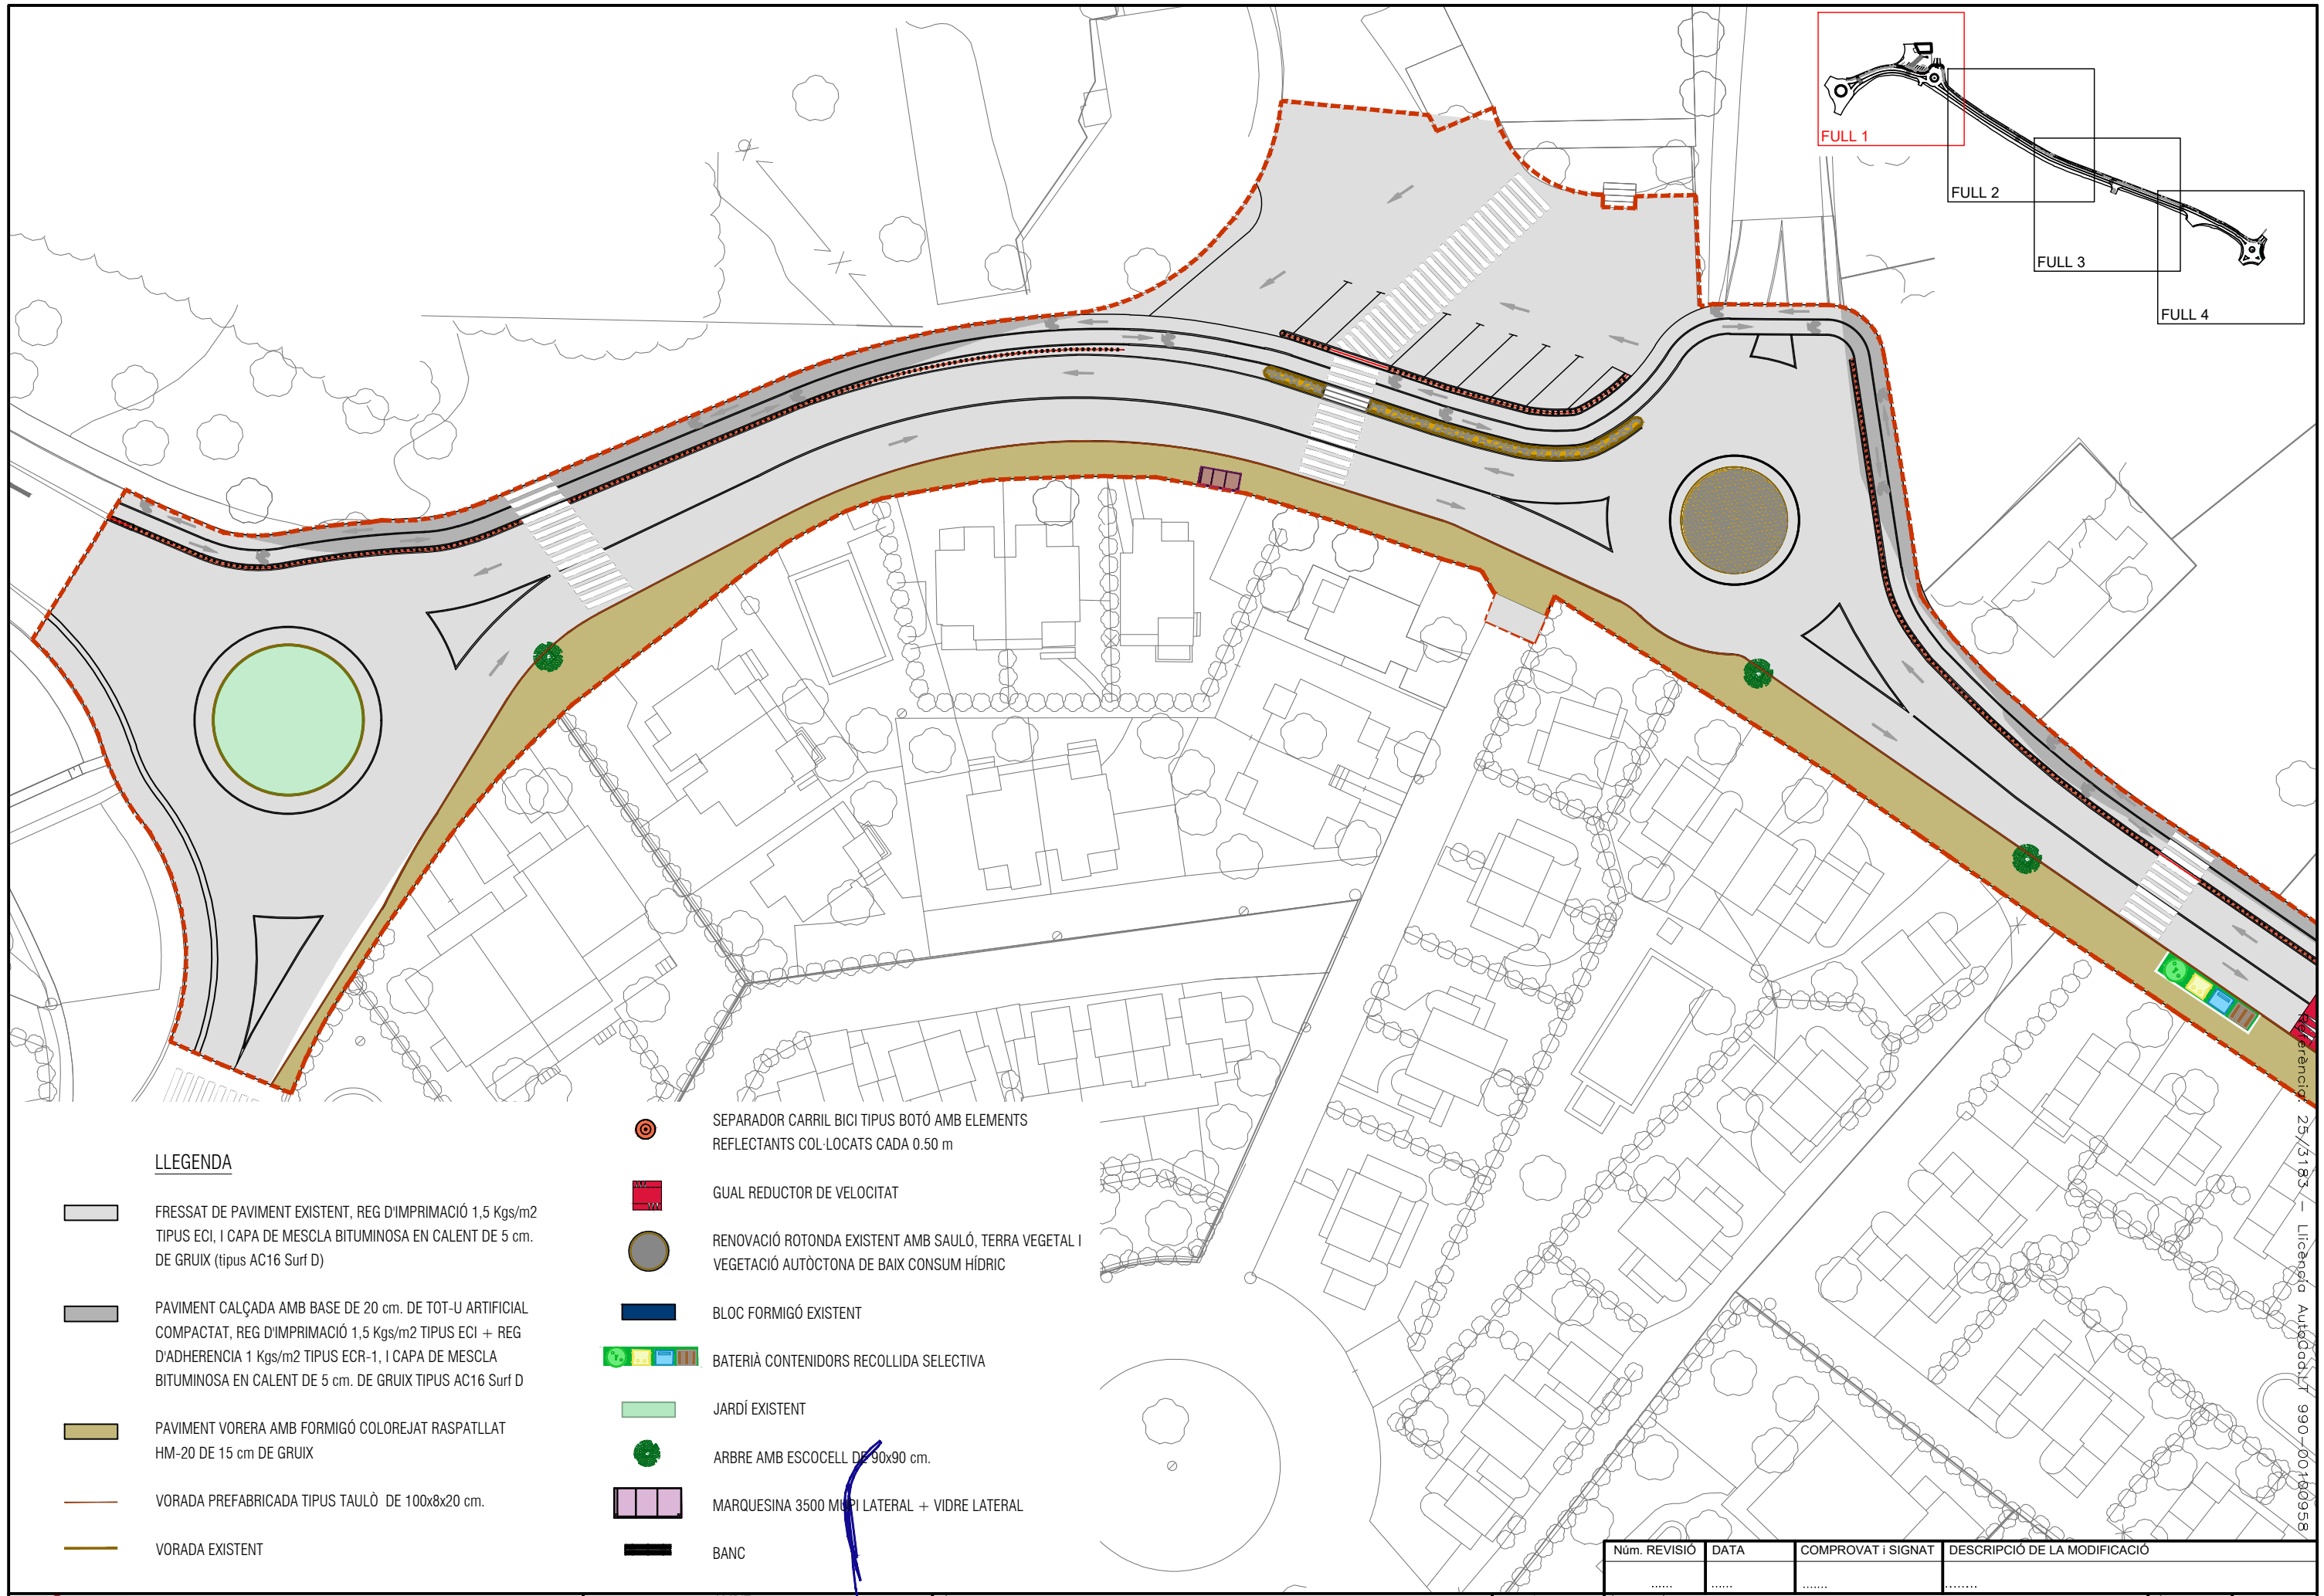 FULL 1
FULL 2
FULL 3
FULL 4
LLEGENDA
FRESSAT DE PAVIMENT EXISTENT, REG D'IMPRIMACIÓ 1,5 Kgs/m2
TIPUS ECI, I CAPA DE MESCLA BITUMINOSA EN CALENT DE 5 cm.
DE GRUIX (tipus AC16 Surf D)
PAVIMENT CALÇADA AMB BASE DE 20 cm. DE TOT-U ARTIFICIAL
COMPACTAT, REG D'IMPRIMACIÓ 1,5 Kgs/m2 TIPUS ECI + REG
D'ADHERENCIA 1 Kgs/m2 TIPUS ECR-1, I CAPA DE MESCLA
BITUMINOSA EN CALENT DE 5 cm. DE GRUIX TIPUS AC16 Surf D
PAVIMENT VORERA AMB FORMIGÓ COLOREJAT RASPATLLAT
HM-20 DE 15 cm DE GRUIX
VORADA PREFABRICADA TIPUS TAULÒ DE 100x8x20 cm.
VORADA EXISTENT
SEPARADOR CARRIL BICI TIPUS BOTÓ AMB ELEMENTS
REFLECTANTS COL·LOCATS CADA 0.50 m
GUAL REDUCTOR DE VELOCITAT
RENOVACIÓ ROTONDA EXISTENT AMB SAULÓ, TERRA VEGETAL I
VEGETACIÓ AUTÒCTONA DE BAIX CONSUM HÍDRIC
BLOC FORMIGÓ EXISTENT
BATERIÀ CONTENIDORS RECOLLIDA SELECTIVA
JARDÍ EXISTENT
ARBRE AMB ESCOCELL DE 90x90 cm.
MARQUESINA 3500 MUPI LATERAL + VIDRE LATERAL
BANC
Referència: 25/3183 – Llicència AutoCad LT 990-00100958
Núm. REVISIÓ DATA COMPROVAT i SIGNAT DESCRIPCIÓ DE LA MODIFICACIÓ
...... ...... ....... ........